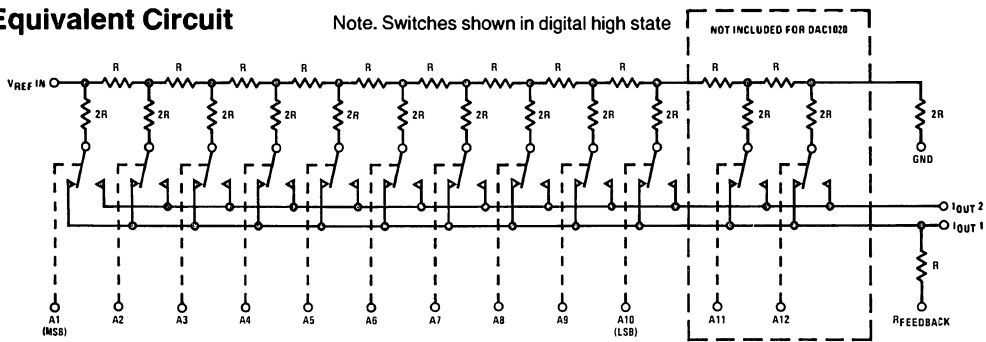 Equivalent Circuit
Note. Switches shown in digital high state
NOT INCLUDED FOR DAC1020
R R R R R R R R R R R
VREF IN
2R 2R 2R 2R 2R 2R 2R 2R 2R 2R 2R 2R 2R
GND
IOUT 2
IOUT 1
R
A1 A2 A3 A4 A5 A6 A7 A8 A9 A10 A11 A12 RFEEDBACK
(MSB) (LSB)